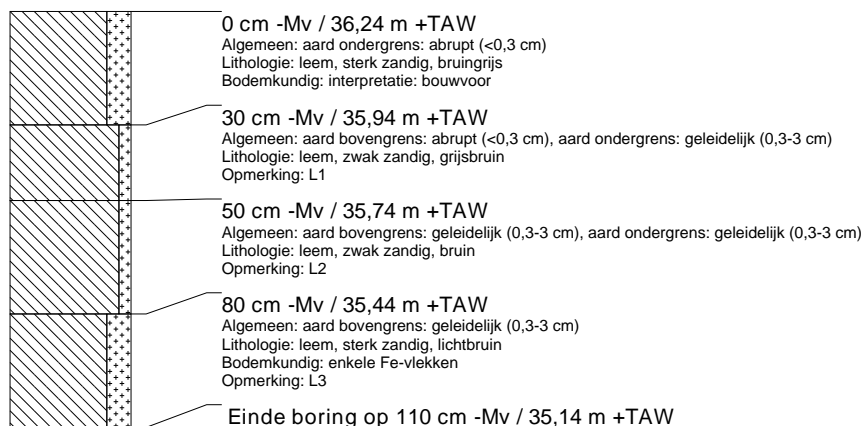 0 cm -Mv / 36,24 m +TAW
Algemeen: aard ondergrens: abrupt (<0,3 cm)
Lithologie: leem, sterk zandig, bruingrijs
Bodemkundig: interpretatie: bouwvoor
30 cm -Mv / 35,94 m +TAW
Algemeen: aard bovengrens: abrupt (<0,3 cm), aard ondergrens: geleidelijk (0,3-3 cm)
Lithologie: leem, zwak zandig, grijsbruin
Opmerking: L1
50 cm -Mv / 35,74 m +TAW
Algemeen: aard bovengrens: geleidelijk (0,3-3 cm), aard ondergrens: geleidelijk (0,3-3 cm)
Lithologie: leem, zwak zandig, bruin
Opmerking: L2
80 cm -Mv / 35,44 m +TAW
Algemeen: aard bovengrens: geleidelijk (0,3-3 cm)
Lithologie: leem, sterk zandig, lichtbruin
Bodemkundig: enkele Fe-vlekken
Opmerking: L3
Einde boring op 110 cm -Mv / 35,14 m +TAW